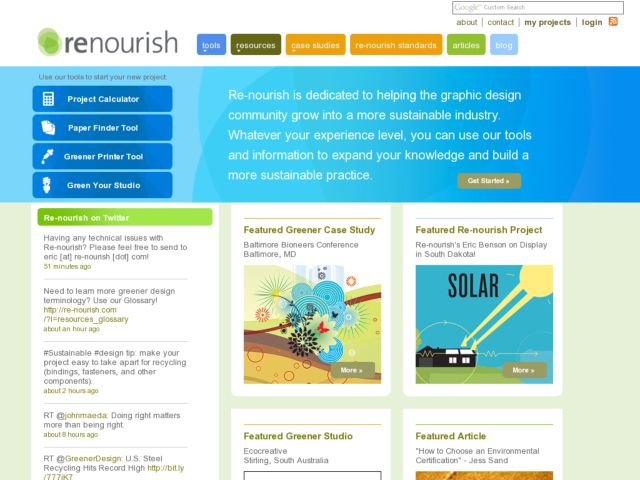 Google™ Custom Search
about | contact | my projects | login
renourish
tools
resources
case studies
re-nourish standards
articles
blog
Use our tools to start your new project:
Project Calculator
Paper Finder Tool
Greener Printer Tool
Green Your Studio
Re-nourish is dedicated to helping the graphic design
community grow into a more sustainable industry.
Whatever your experience level, you can use our tools
and information to expand your knowledge and build a
more sustainable practice.
Get Started »
Re-nourish on Twitter
Having any technical issues with
Re-nourish? Please feel free to send to
eric [at] re-nourish [dot] com!
51 minutes ago
Need to learn more greener design
terminology? Use our Glossary!
http://re-nourish.com
/?l=resources_glossary
about an hour ago
#Sustainable #design tip: make your
project easy to take apart for recycling
(bindings, fasteners, and other
components).
about 2 hours ago
RT @johnmaeda: Doing right matters
more than being right.
about 8 hours ago
RT @GreenerDesign: U.S. Steel
Recycling Hits Record High http://bit.ly
/777iK7
Featured Greener Case Study
Baltimore Bioneers Conference
Baltimore, MD
More »
Featured Re-nourish Project
Re-nourish's Eric Benson on Display
in South Dakota!
SOLAR
More »
Featured Greener Studio
Ecocreative
Stirling, South Australia
Featured Article
"How to Choose an Environmental
Certification" - Jess Sand